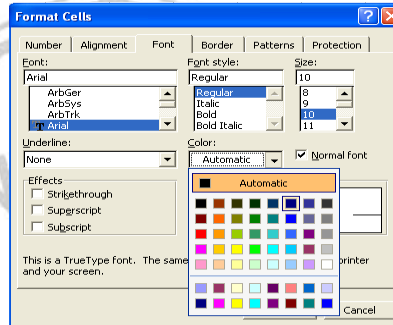 Format Cells
Number Alignment Font Border Patterns Protection
Font: Font style: Size:
Arial Regular 10
ArbGer Regular 8
ArbSys Italic 9
ArbTrk Bold 10
Arial Bold Italic 11
Underline: Color:
None Automatic Normal font
Effects Automatic
Strikethrough
Superscript
Subscript
This is a TrueType font. The same
printer
and your screen.
Cancel